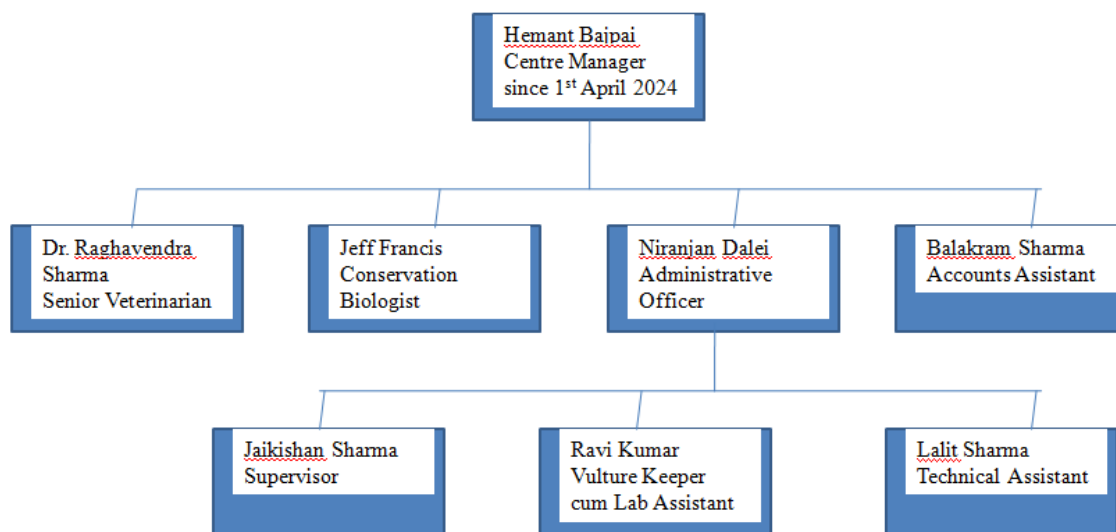 Hemant Bajpai
Centre Manager
since 1st April 2024
Dr. Raghavendra
Sharma
Senior Veterinarian
Jeff Francis
Conservation
Biologist
Niranjan Dalei
Administrative
Officer
Balakram Sharma
Accounts Assistant
Jaikishan Sharma
Supervisor
Ravi Kumar
Vulture Keeper
cum Lab Assistant
Lalit Sharma
Technical Assistant